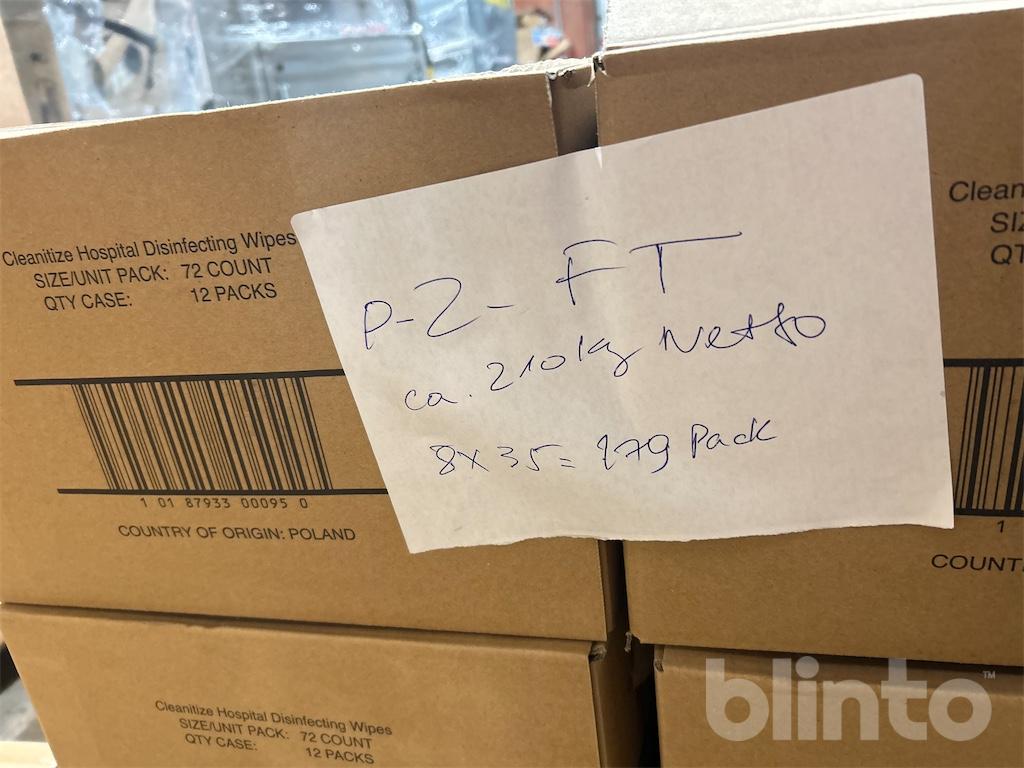 Cleanitize Hospital Disinfecting Wipes
SIZE/UNIT PACK: 72 COUNT
QTY CASE: 12 PACKS
1 01 87933 00095 0
COUNTRY OF ORIGIN: POLAND
P-2- FT
ca. 210kg Netto
8x35= 279 Pack
Clean
SIZ
QT
1
COUNT
Cleanitize Hospital Disinfecting Wipes
SIZE/UNIT PACK: 72 COUNT
QTY CASE: 12 PACKS
blinto™